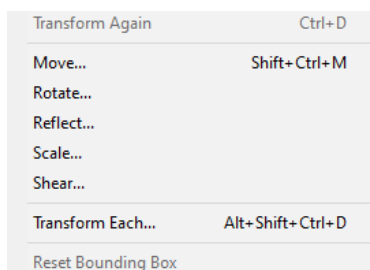 Transform Again Ctrl+D
Move... Shift+Ctrl+M
Rotate...
Reflect...
Scale...
Shear...
Transform Each... Alt+Shift+Ctrl+D
Reset Bounding Box